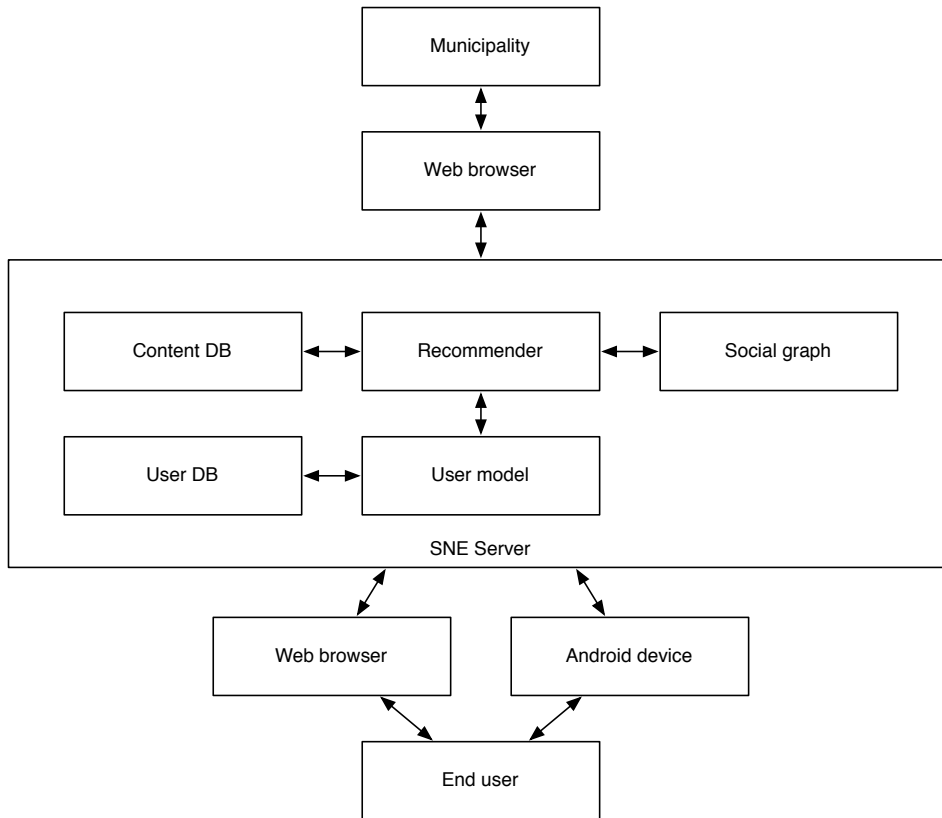 Municipality
Web browser
Content DB
Recommender
Social graph
User DB
User model
SNE Server
Web browser
Android device
End user